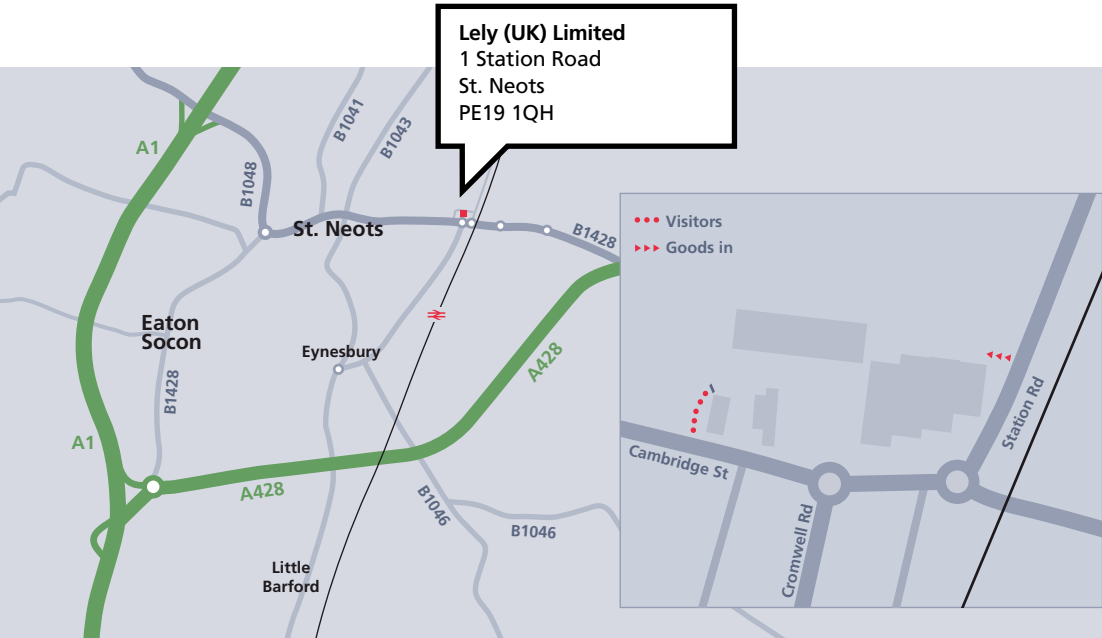 Lely (UK) Limited
1 Station Road
St. Neots
PE19 1QH
A1
B1048
B1041
B1043
St. Neots
B1428
Visitors
Goods in
Eaton
Socon
Eynesbury
A428
B1428
A1
A428
B1046
B1046
Little
Barford
Station Rd
Cambridge St
Cromwell Rd